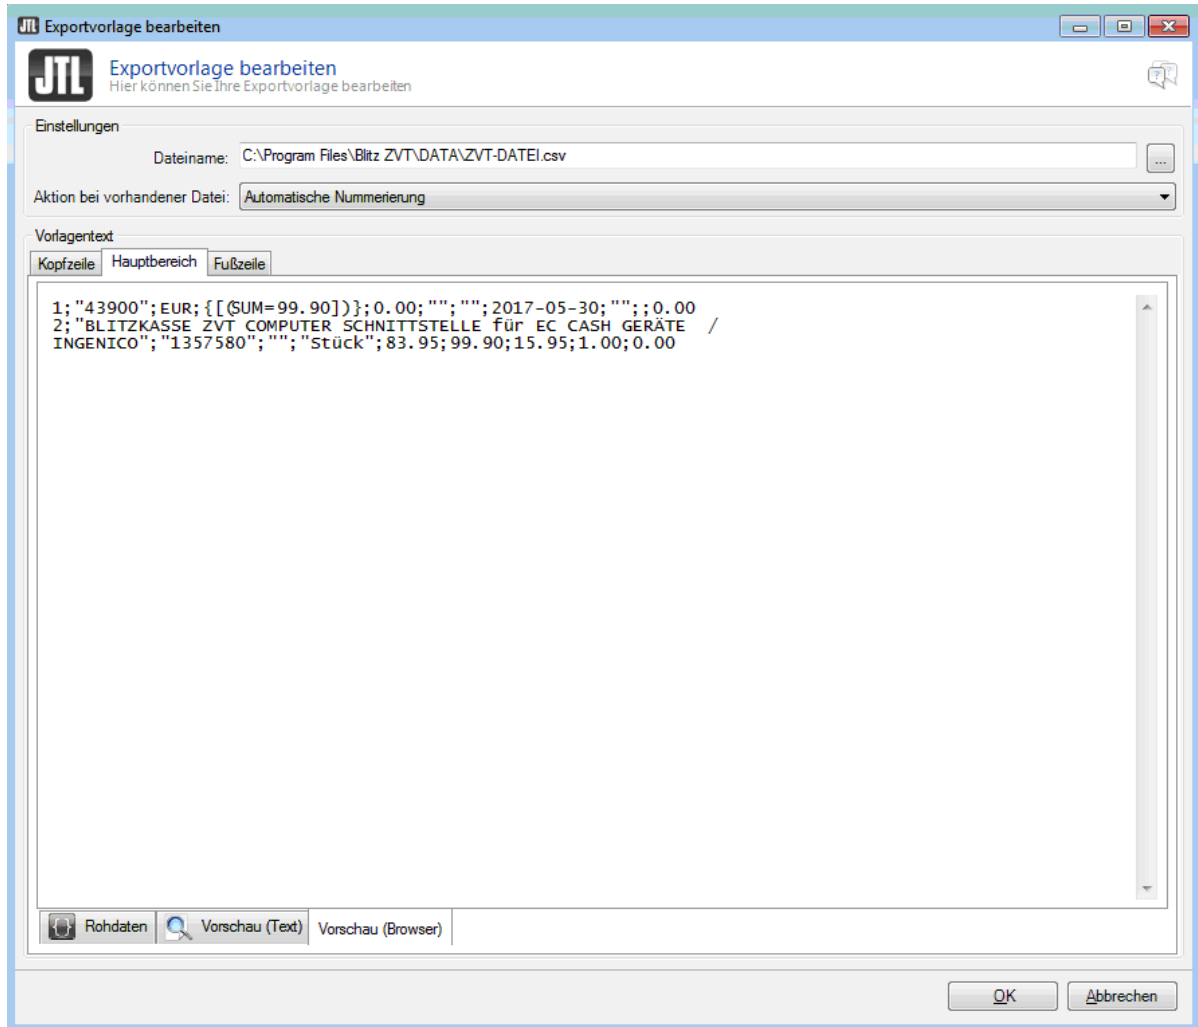 JTL Exportvorlage bearbeiten
JTL
Exportvorlage bearbeiten
Hier können Sie Ihre Exportvorlage bearbeiten
Einstellungen
Dateiname: C:\Program Files\Blitz ZVT\DATA\ZVT-DATEI.csv ...
Aktion bei vorhandener Datei: Automatische Nummerierung
Vorlagentext
Kopfzeile Hauptbereich Fußzeile
1;"43900";EUR;{[(SUM=99.90])};0.00;"";"";2017-05-30;"";;0.00
2;"BLITZKASSE ZVT COMPUTER SCHNITTSTELLE für EC CASH GERÄTE /
INGENICO";"1357580";"";"Stück";83.95;99.90;15.95;1.00;0.00
Rohdaten Vorschau (Text) Vorschau (Browser)
OK Abbrechen